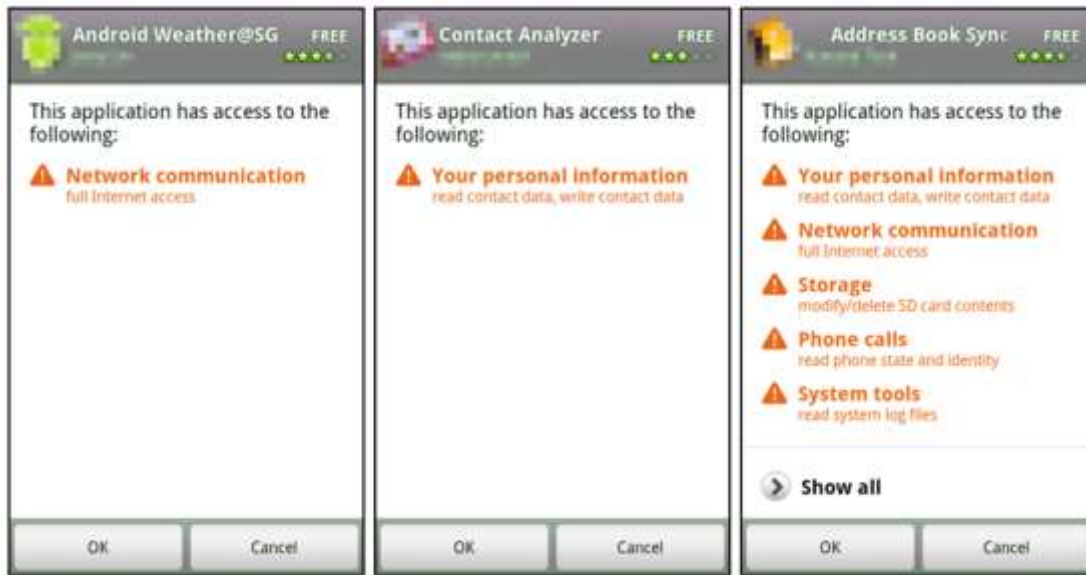 Android Weather@SG FREE
This application has access to the
following:
Network communication
full Internet access
OK Cancel
Contact Analyzer FREE
This application has access to the
following:
Your personal information
read contact data, write contact data
OK Cancel
Address Book Sync FREE
This application has access to the
following:
Your personal information
read contact data, write contact data
Network communication
full Internet access
Storage
modify/delete SD card contents
Phone calls
read phone state and identity
System tools
read system log files
Show all
OK Cancel